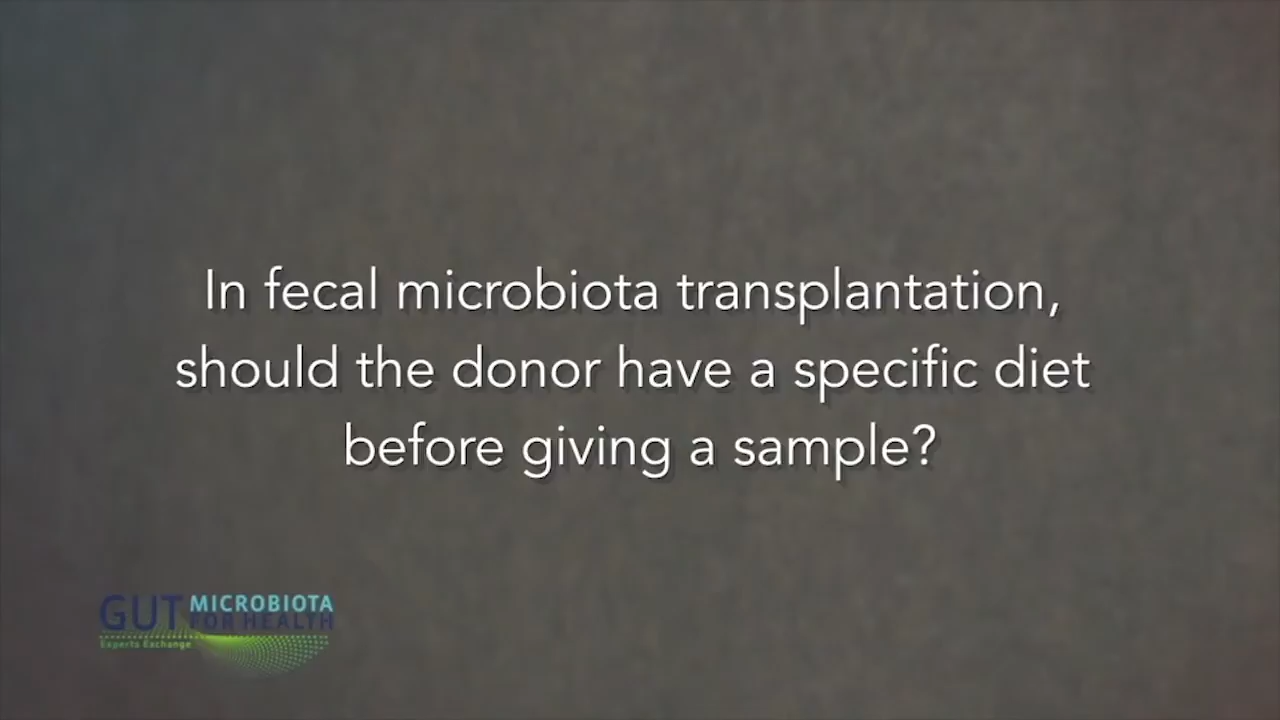 In fecal microbiota transplantation,
should the donor have a specific diet
before giving a sample?
GUT MICROBIOTA
FOR HEALTH
Experts Exchange